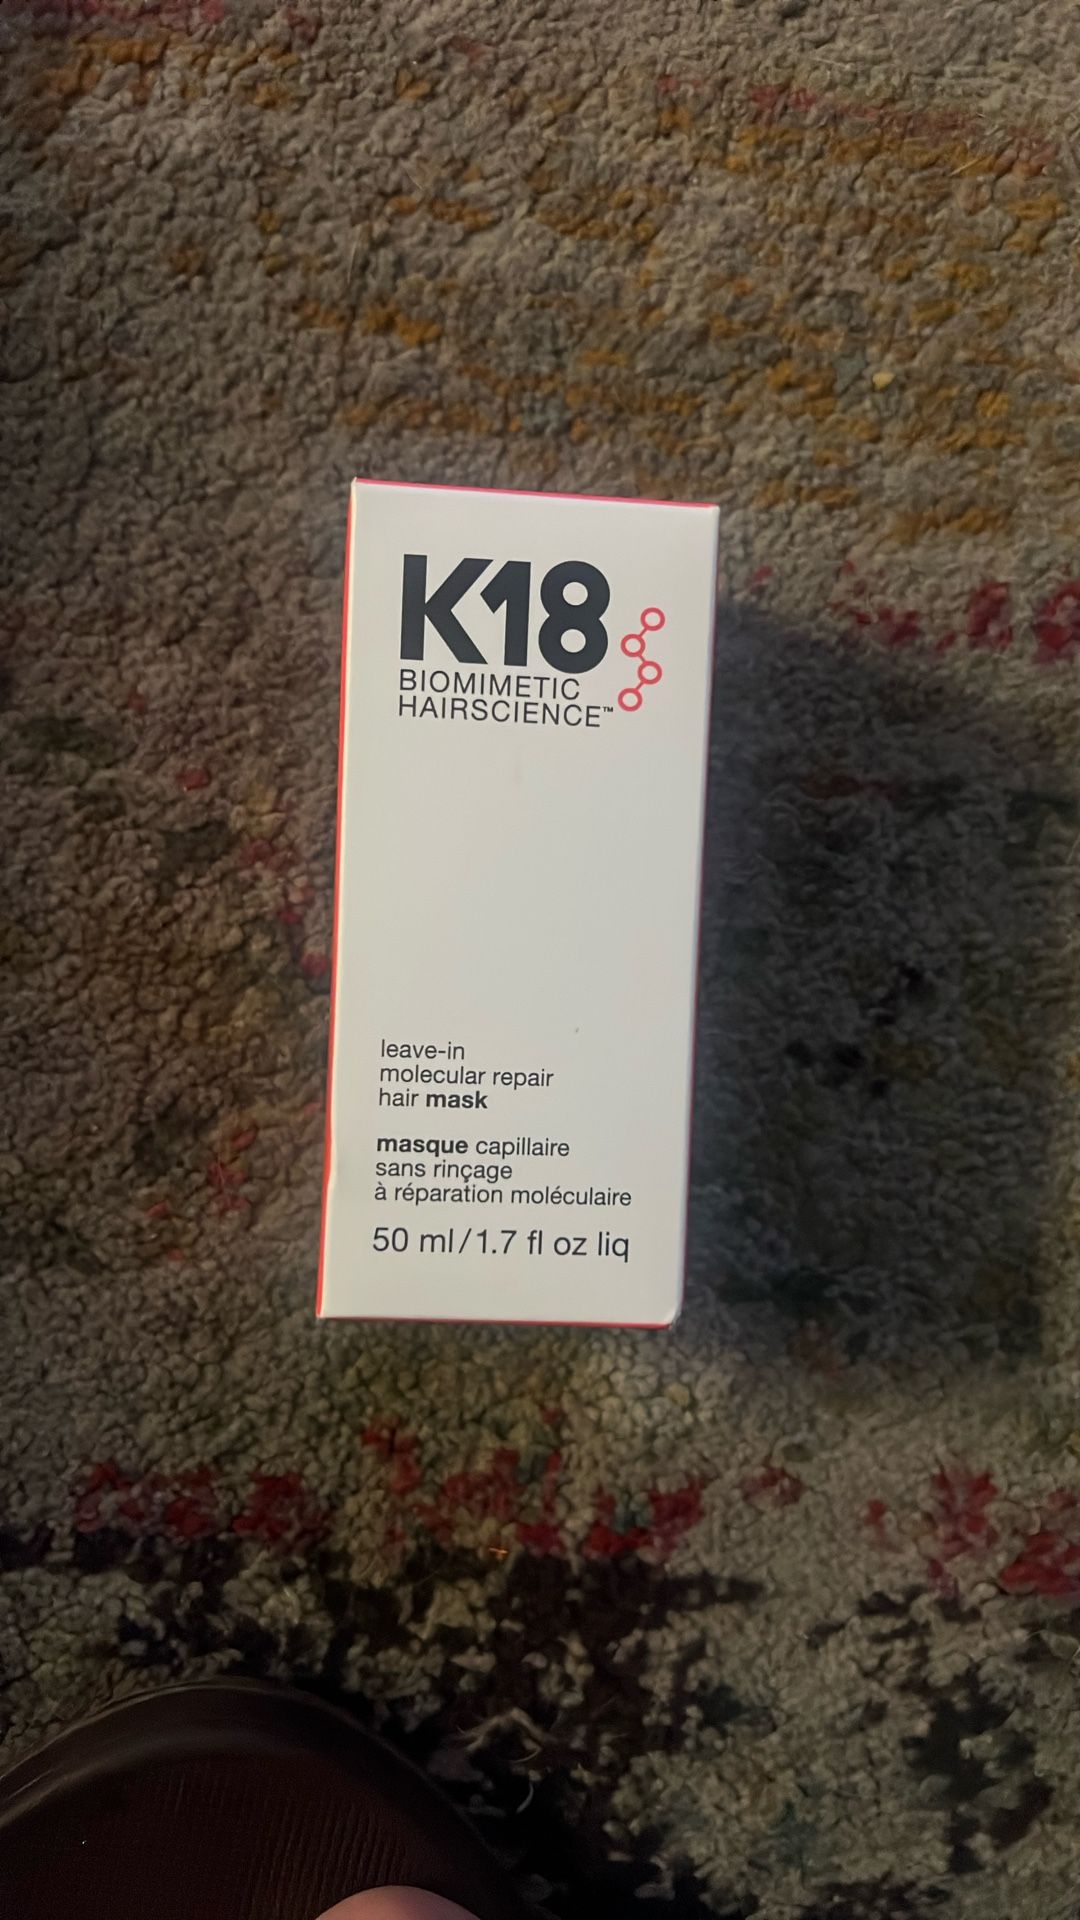 K18
BIOMIMETIC
HAIRSCIENCE™
leave-in
molecular repair
hair mask
masque capillaire
sans rinçage
à réparation moléculaire
50 ml/1.7 fl oz liq